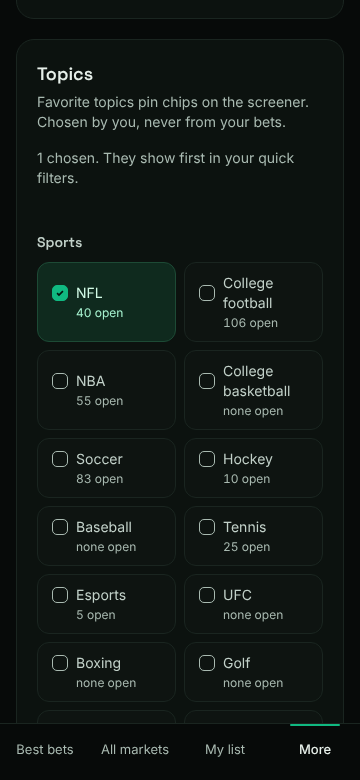 Topics
Favorite topics pin chips on the screener.
Chosen by you, never from your bets.
1 chosen. They show first in your quick
filters.
Sports
NFL
40 open
College
football
106 open
NBA
55 open
College
basketball
none open
Soccer
83 open
Hockey
10 open
Baseball
none open
Tennis
25 open
Esports
5 open
UFC
none open
Boxing
none open
Golf
none open
Best bets
All markets
My list
More